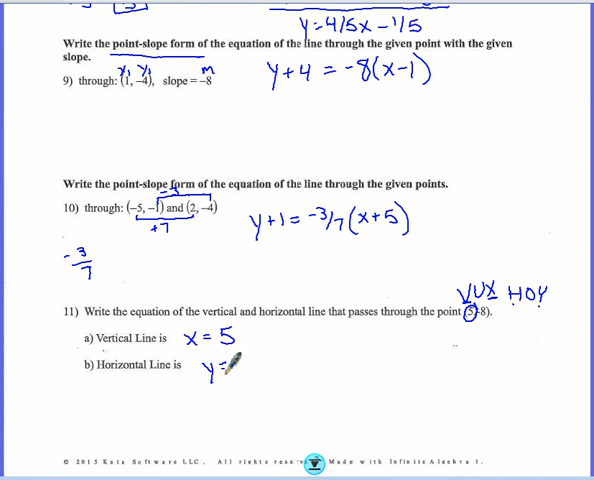 y = 4/5x - 1/5
Write the point-slope form of the equation of the line through the given point with the given
slope.
x1 y1 m
9) through: (1, -4), slope = -8
y + 4 = -8(x - 1)
Write the point-slope form of the equation of the line through the given points.
-3
10) through: (-5, -1) and (2, -4)
+7
y + 1 = -3/7(x + 5)
-3/7
VUX HOY
11) Write the equation of the vertical and horizontal line that passes through the point (5, -8).
a) Vertical Line is x = 5
b) Horizontal Line is y =
© 2015 Kuta Software LLC. All rights reserve Made with Infinite Algebra 1.